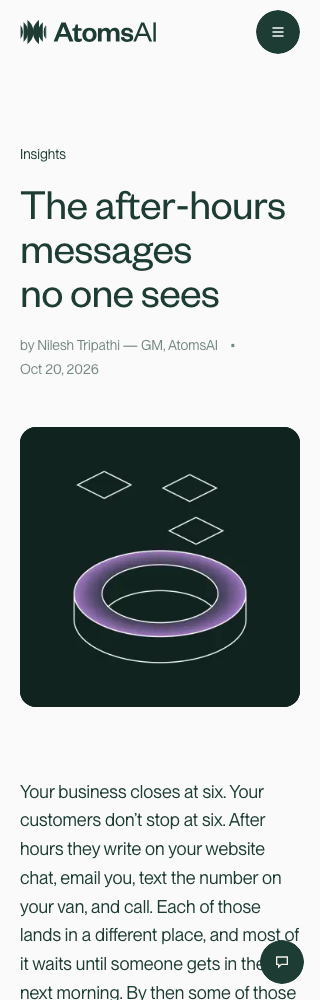 AtomsAI
Insights
The after-hours
messages
no one sees
by Nilesh Tripathi — GM, AtomsAI •
Oct 20, 2026
Your business closes at six. Your
customers don’t stop at six. After
hours they write on your website
chat, email you, text the number on
your van, and call. Each of those
lands in a different place, and most of
it waits until someone gets in the
next morning. By then some of those